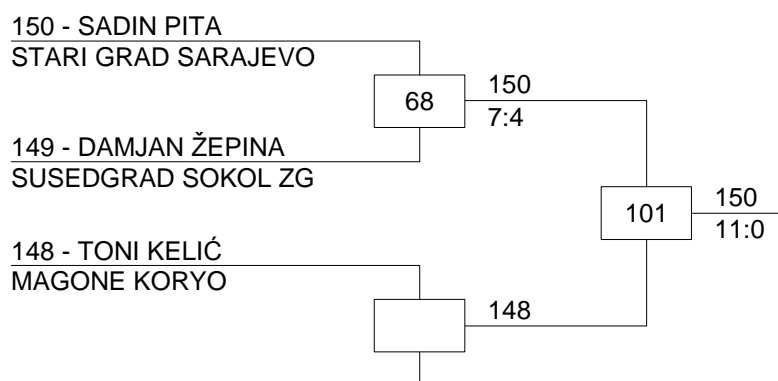 150 - SADIN PITA
STARI GRAD SARAJEVO
68
150
7:4
149 - DAMJAN ŽEPINA
SUSEDGRAD SOKOL ZG
101
150
11:0
148 - TONI KELIĆ
MAGONE KORYO
148